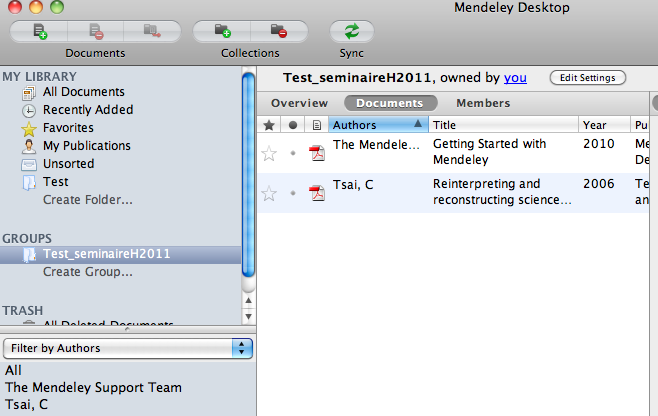 Mendeley Desktop
Documents
Collections
Sync
MY LIBRARY
All Documents
Recently Added
Favorites
My Publications
Unsorted
Test
Create Folder...
GROUPS
Test_seminaireH2011
Create Group...
TRASH
All Deleted Documents
Filter by Authors
All
The Mendeley Support Team
Tsai, C
Test_seminaireH2011, owned by you
Edit Settings
Overview Documents Members
Authors Title Year Pu
The Mendele... Getting Started with 2010 Me
Mendeley De
Tsai, C Reinterpreting and 2006 Te
reconstructing science... an